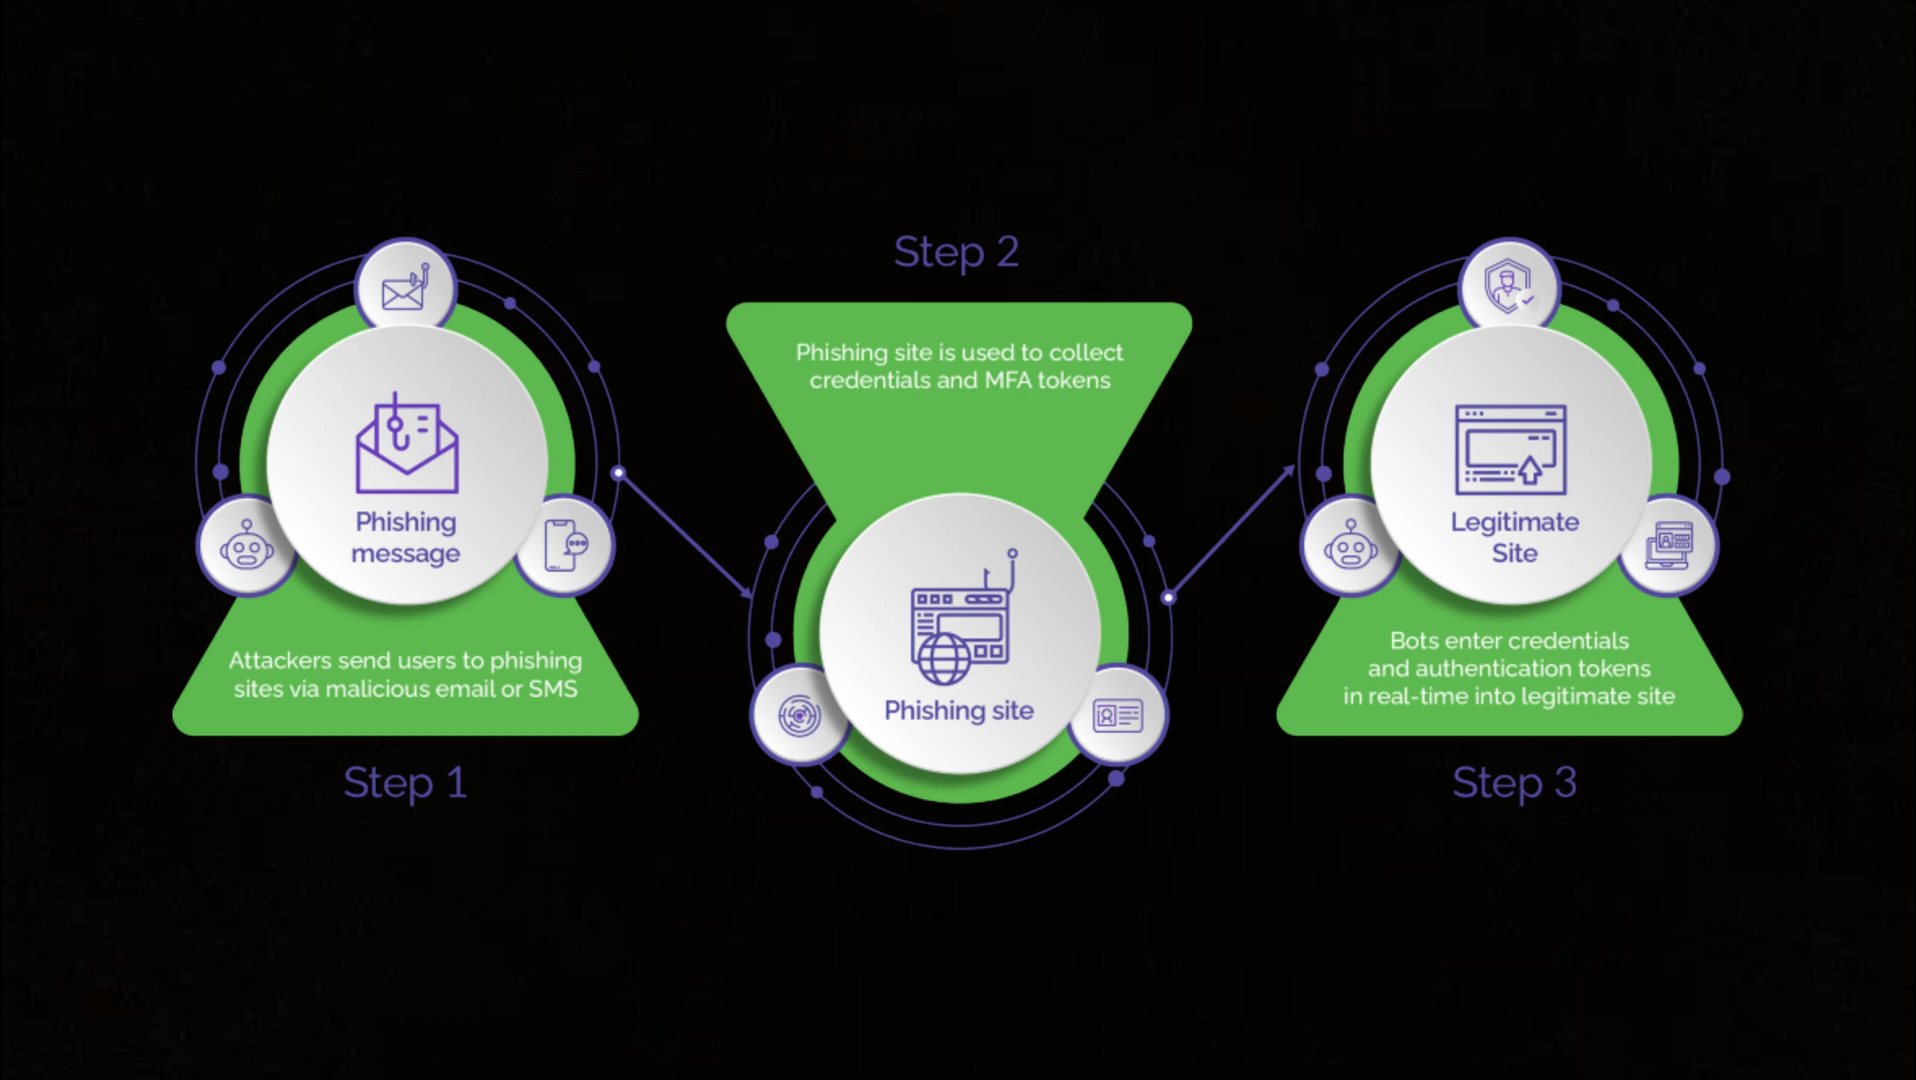 Phishing
message
Attackers send users to phishing
sites via malicious email or SMS
Step 1
Step 2
Phishing site is used to collect
credentials and MFA tokens
Phishing site
Legitimate
Site
Bots enter credentials
and authentication tokens
in real-time into legitimate site
Step 3